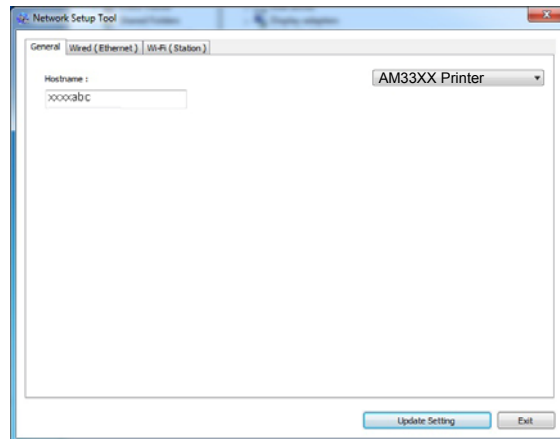 Network Setup Tool
General
Wired ( Ethernet )
Wi-Fi ( Station )
Hostname :
AM33XX Printer
xxxxabc
Update Setting
Exit